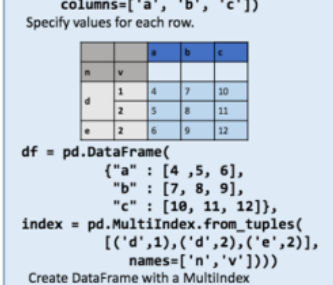 columns=['a', 'b', 'c'])
Specify values for each row.
a b c
n v
d 1 4 7 10
2 5 8 11
e 2 6 9 12
df = pd.DataFrame(
{"a" : [4 ,5, 6],
"b" : [7, 8, 9],
"c" : [10, 11, 12]},
index = pd.MultiIndex.from_tuples(
[('d',1),('d',2),('e',2)],
names=['n','v'])))
Create DataFrame with a MultiIndex